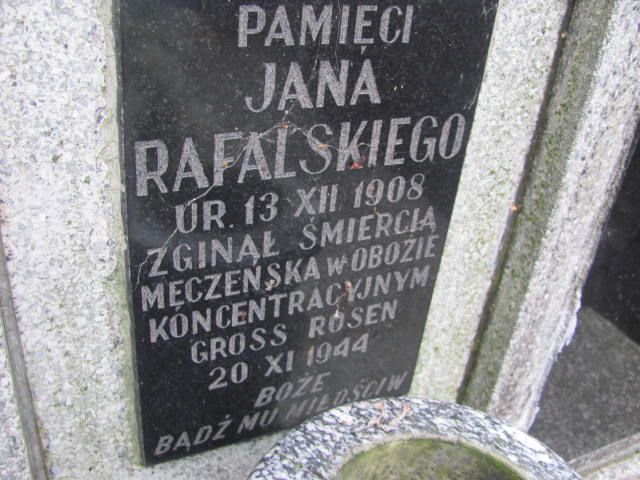 PAMIĘCI
JANA
RAFALSKIEGO
UR. 13 XII 1908
ZGINĄŁ ŚMIERCIĄ
MĘCZEŃSKĄ W OBOZIE
KONCENTRACYJNYM
GROSS ROSEN
20 XI 1944
BOŻE
BĄDŹ MU MIŁOŚCIW